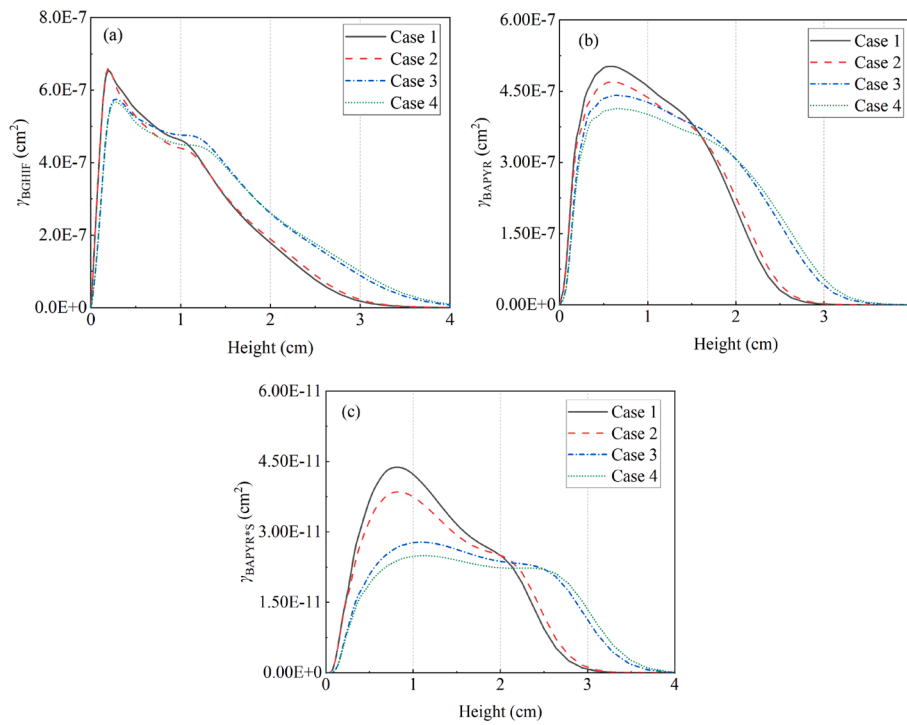 (a)
8.0E-7
6.0E-7
4.0E-7
2.0E-7
0.0E+0
γBGHIF (cm²)
0 1 2 3 4
Height (cm)
Case 1
Case 2
Case 3
Case 4
(b)
6.00E-7
4.50E-7
3.00E-7
1.50E-7
0.00E+0
γBAPYR (cm²)
0 1 2 3
Height (cm)
Case 1
Case 2
Case 3
Case 4
(c)
6.00E-11
4.50E-11
3.00E-11
1.50E-11
0.00E+0
γBAPYR*S (cm²)
0 1 2 3 4
Height (cm)
Case 1
Case 2
Case 3
Case 4